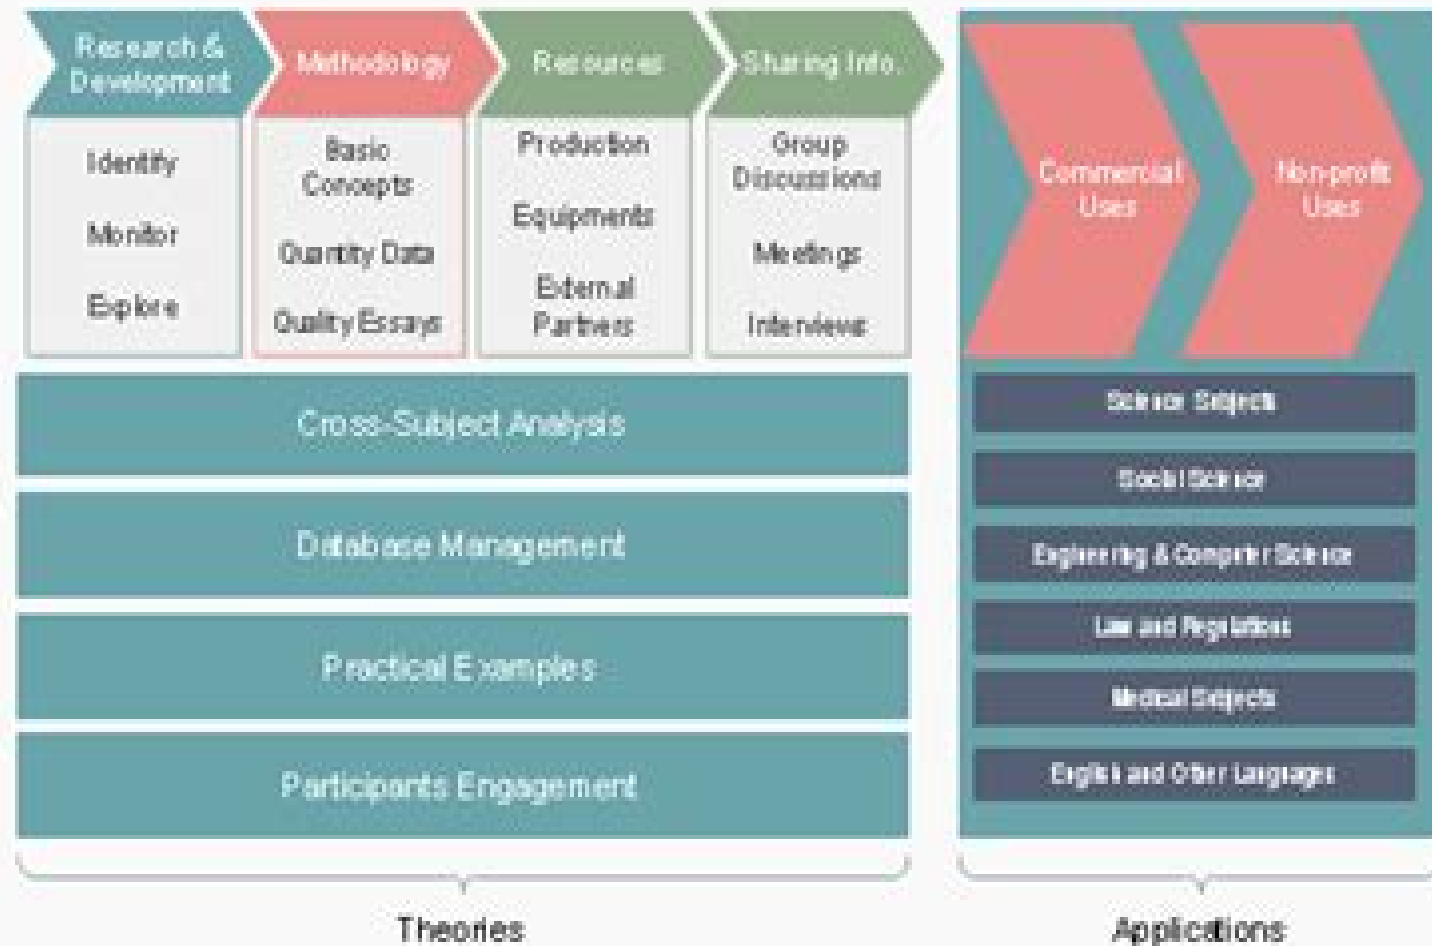 Research &
Development
Methodology
Resources
Sharing Info.
Identify
Monitor
Explore
Basic
Concepts
Quantity Data
Quality Essays
Production
Equipments
External
Partners
Group
Discussions
Meetings
Interviews
Commercial
Uses
Non-profit
Uses
Cross-Subject Analysis
Database Management
Practical Examples
Participants Engagement
Science Subjects
Social Science
Engineering & Computer Science
Law and Regulations
Medical Subjects
English and Other Languages
Theories
Applications